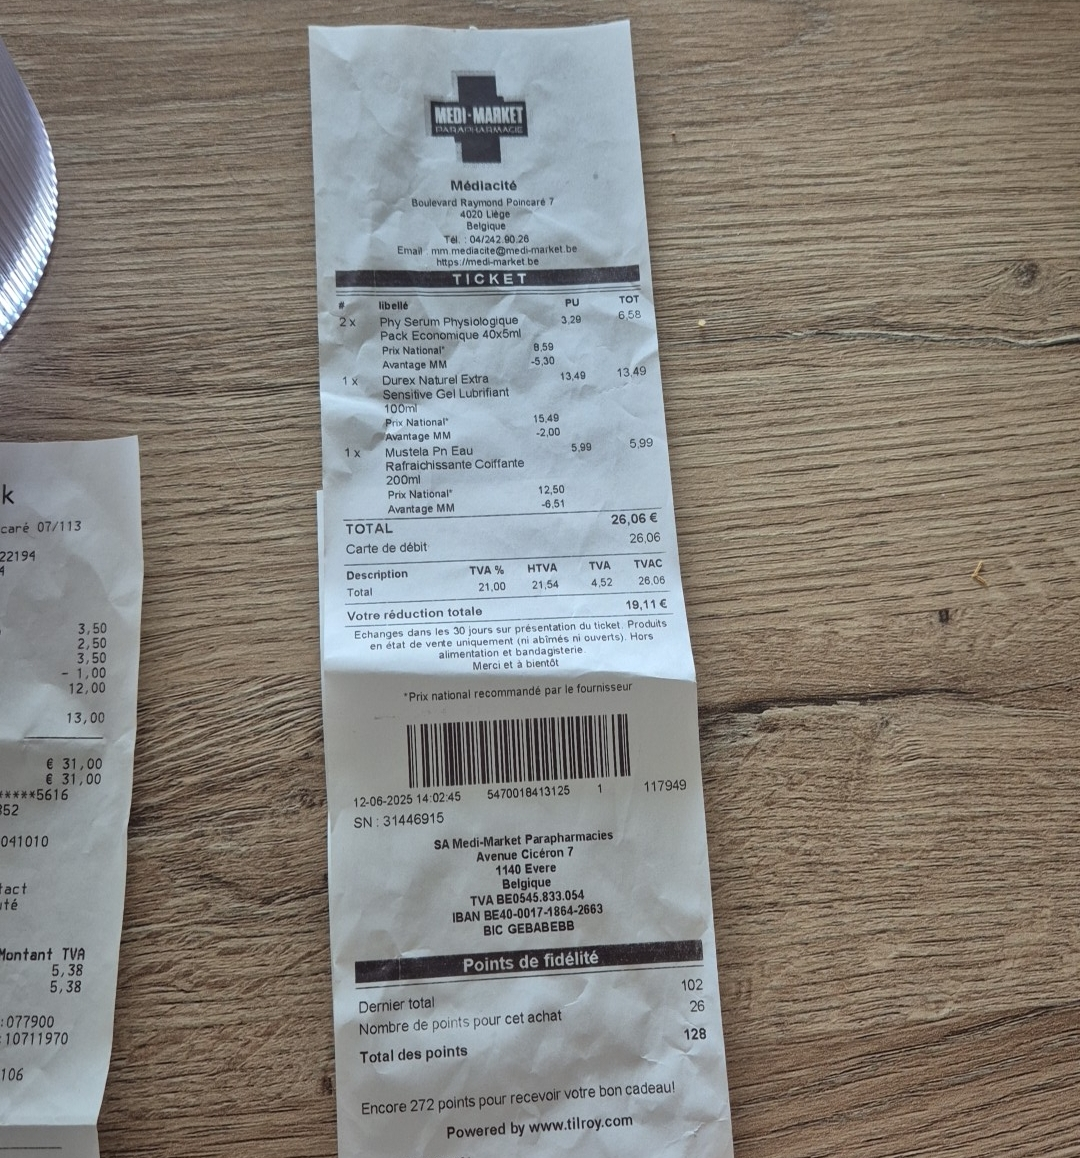 MEDI-MARKET
PARAPHARMACIE
Médiacité
Boulevard Raymond Poincaré 7
4020 Liège
Belgique
Tél. : 04/242.90.26
Email : mm.mediacite@medi-market.be
https://medi-market.be
TICKET
# libellé PU TOT
2 x Phy Serum Physiologique 3,29 6,58
Pack Economique 40x5ml
Prix National* 8,59
Avantage MM -5,30
1 x Durex Naturel Extra 13,49 13,49
Sensitive Gel Lubrifiant
100ml
Prix National* 15,49
Avantage MM -2,00
1 x Mustela Pn Eau 5,99 5,99
Rafraichissante Coiffante
200ml
Prix National* 12,50
Avantage MM -6,51
TOTAL 26,06 €
Carte de débit 26,06
Description TVA % HTVA TVA TVAC
Total 21,00 21,54 4,52 26,06
Votre réduction totale 19,11 €
Echanges dans les 30 jours sur présentation du ticket. Produits
en état de vente uniquement (ni abîmés ni ouverts). Hors
alimentation et bandagisterie.
Merci et à bientôt
*Prix national recommandé par le fournisseur
12-06-2025 14:02:45 5470018413125 1 117949
SN : 31446915
SA Medi-Market Parapharmacies
Avenue Cicéron 7
1140 Evere
Belgique
TVA BE0545.833.054
IBAN BE40-0017-1864-2663
BIC GEBABEBB
Points de fidélité
Dernier total 102
Nombre de points pour cet achat 26
Total des points 128
Encore 272 points pour recevoir votre bon cadeau!
Powered by www.tilroy.com
k
caré 07/113
22194
4
3,50
2,50
3,50
- 1,00
12,00
13,00
€ 31,00
€ 31,00
*****5616
352
041010
tact
ité
Montant TVA
5,38
5,38
:077900
:10711970
106